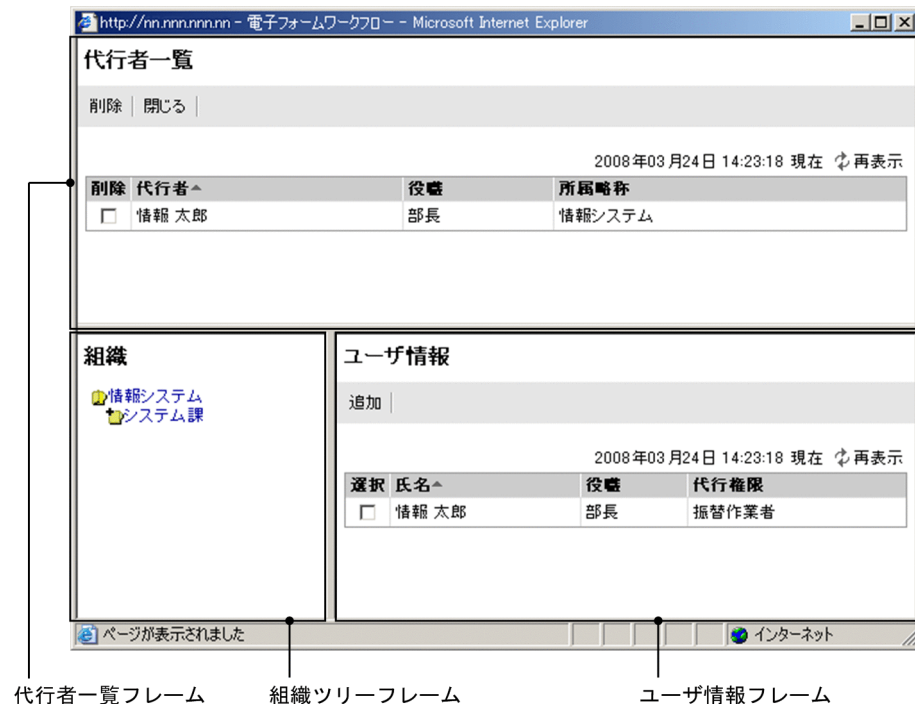 http://nn.nnn.nnn.nn - 電子フォームワークフロー - Microsoft Internet Explorer
代行者一覧
削除 閉じる
2008年03月24日 14:23:18 現在 再表示
削除 代行者 役職 所属略称
情報 太郎 部長 情報システム
組織
情報システム
システム課
ユーザ情報
追加
2008年03月24日 14:23:18 現在 再表示
選択 氏名 役職 代行権限
情報 太郎 部長 振替作業者
ページが表示されました インターネット
代行者一覧フレーム 組織ツリーフレーム ユーザ情報フレーム